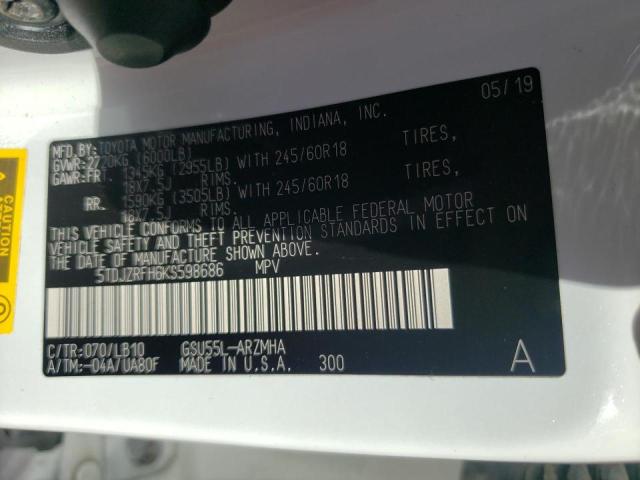 05/19
MFD.BY:TOYOTA MOTOR MANUFACTURING, INDIANA, INC.
GVWR:2720KG (6000LB)
GAWR:FRT. 1345KG (2955LB) WITH 245/60R18 TIRES,
18X7.5J RIMS.
RR. 1590KG (3505LB) WITH 245/60R18 TIRES,
18X7.5J RIMS.
THIS VEHICLE CONFORMS TO ALL APPLICABLE FEDERAL MOTOR
VEHICLE SAFETY AND THEFT PREVENTION STANDARDS IN EFFECT ON
THE DATE OF MANUFACTURE SHOWN ABOVE.
5TDJZRFH6KS598686 MPV
C/TR:070/LB10 GSU55L-ARZMHA
A/TM:-04A/UA80F MADE IN U.S.A. 300 A
CAUTION